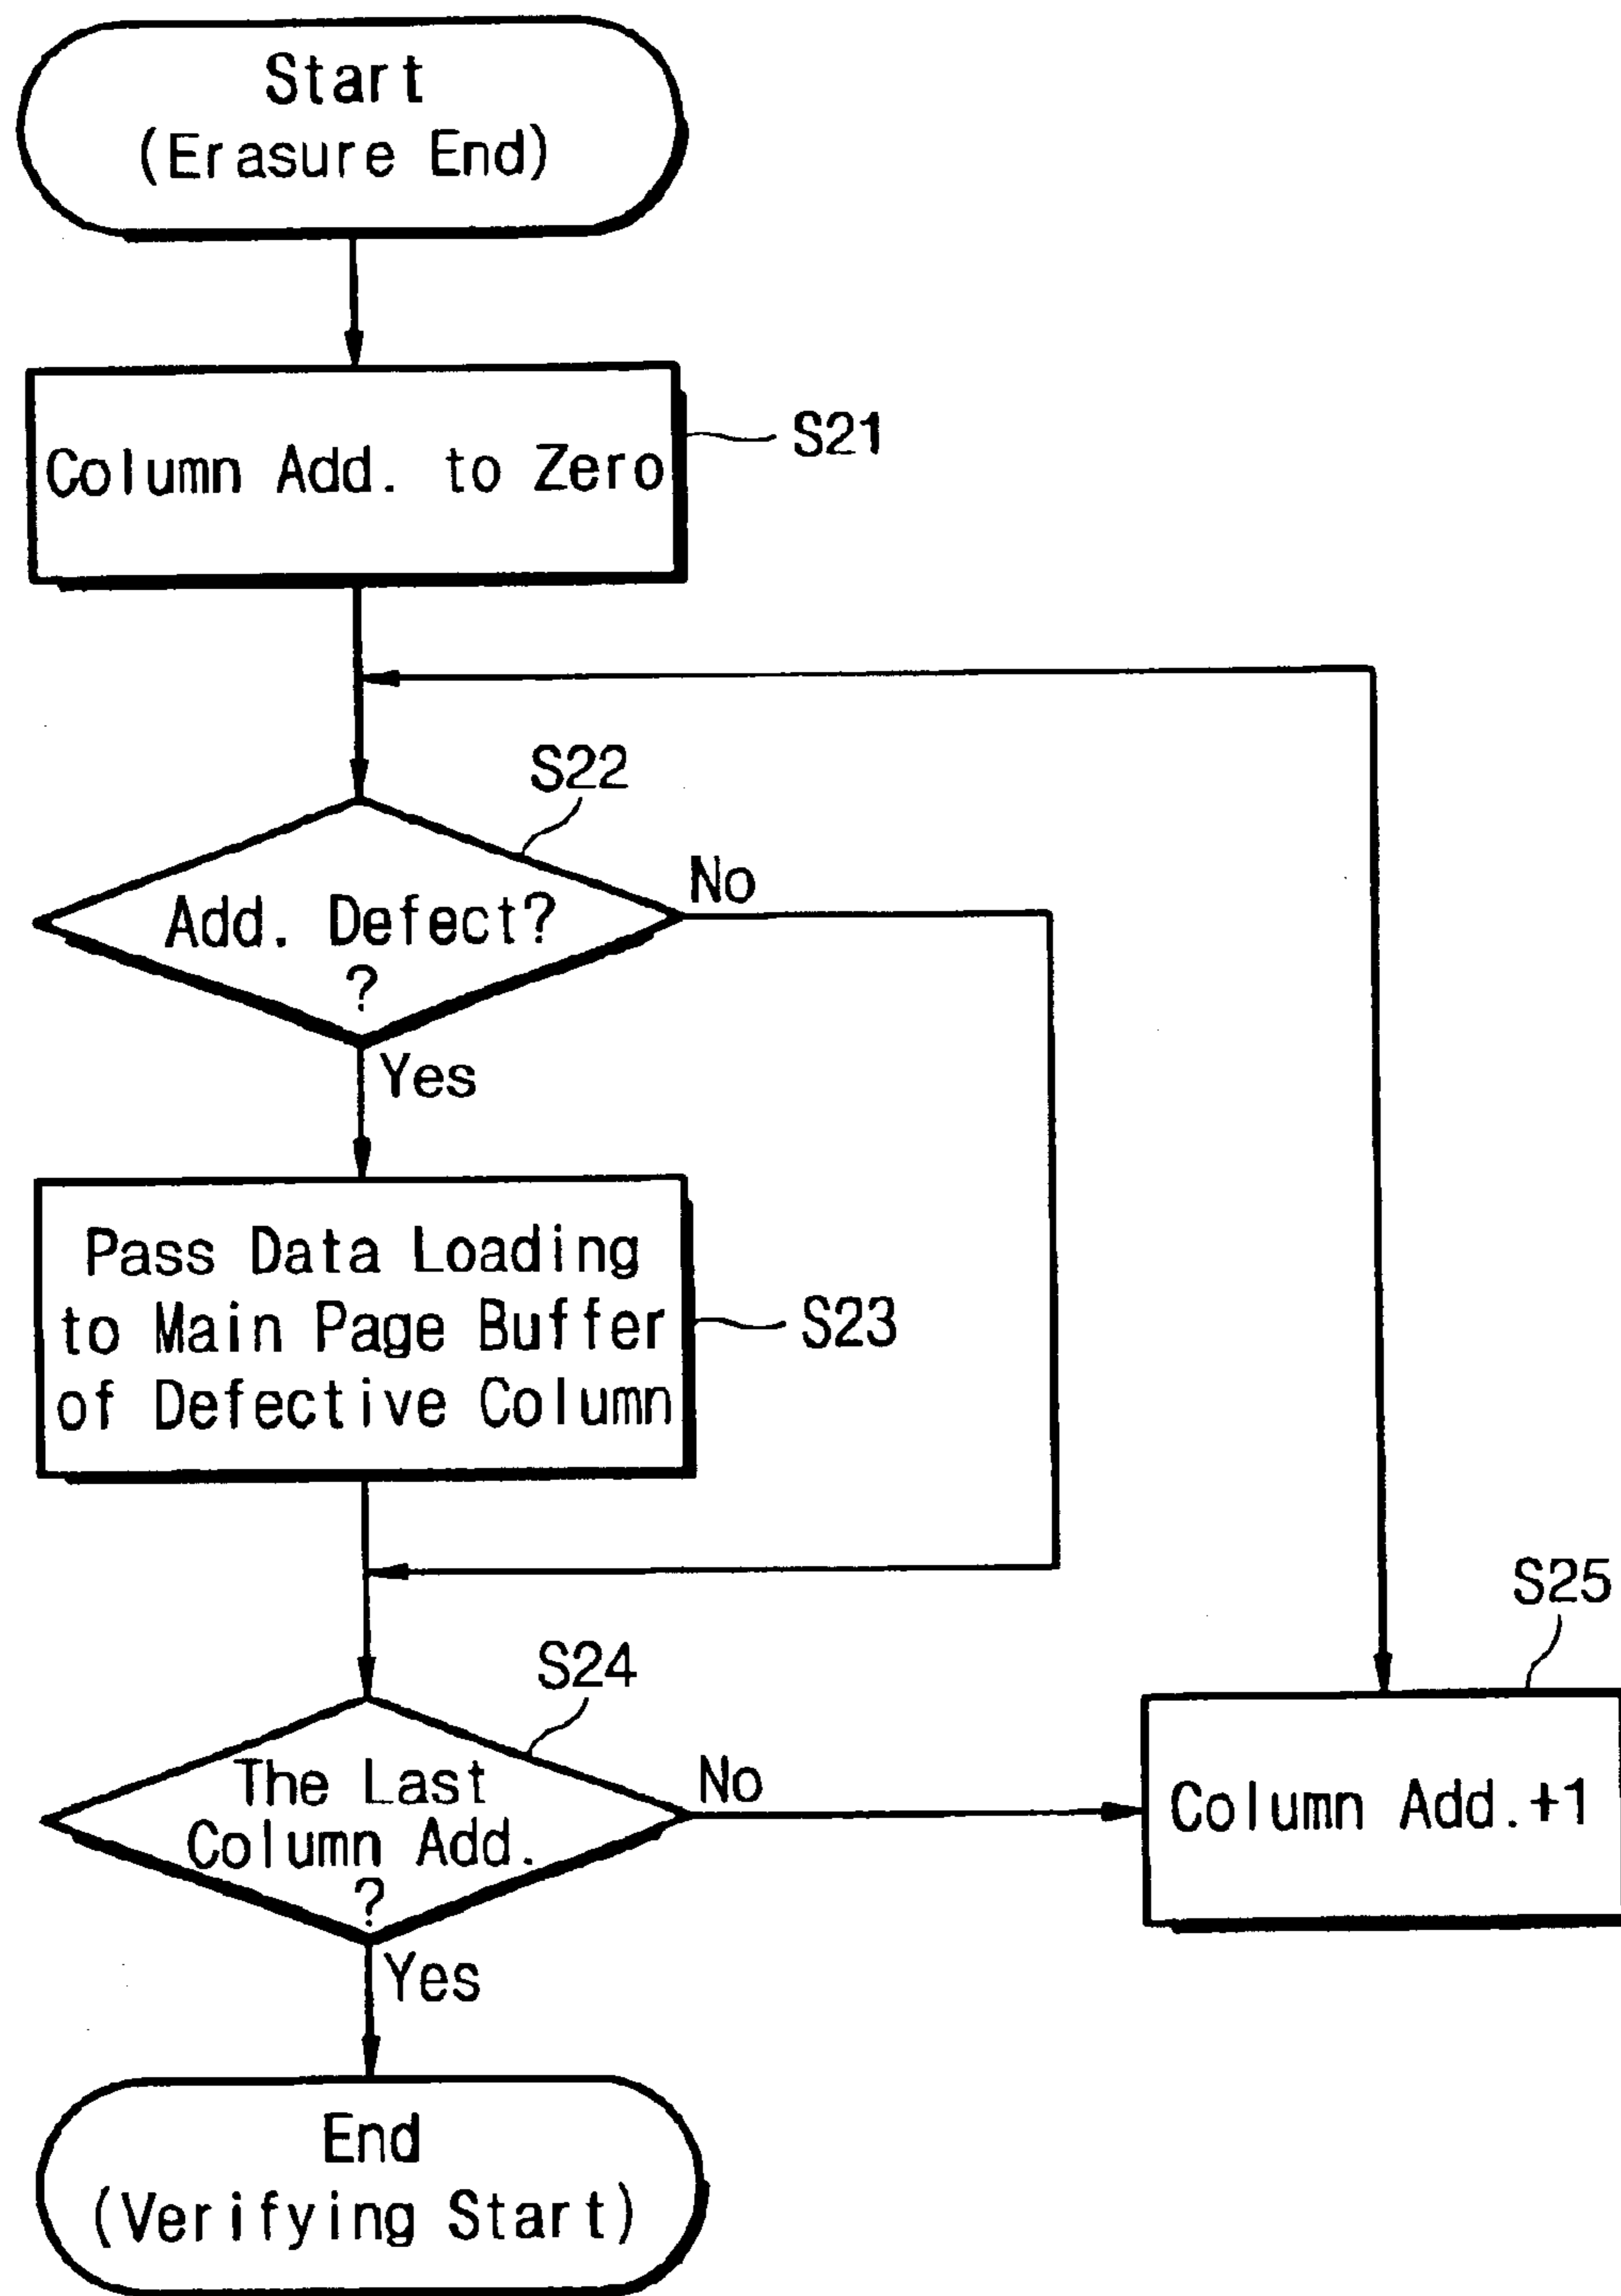 Start
(Erasure End)
Column Add. to Zero
S21
S22
Add. Defect?
?
No
Yes
Pass Data Loading
to Main Page Buffer
of Defective Column
S23
S24
The Last
Column Add.
?
No
Yes
S25
Column Add.+1
End
(Verifying Start)